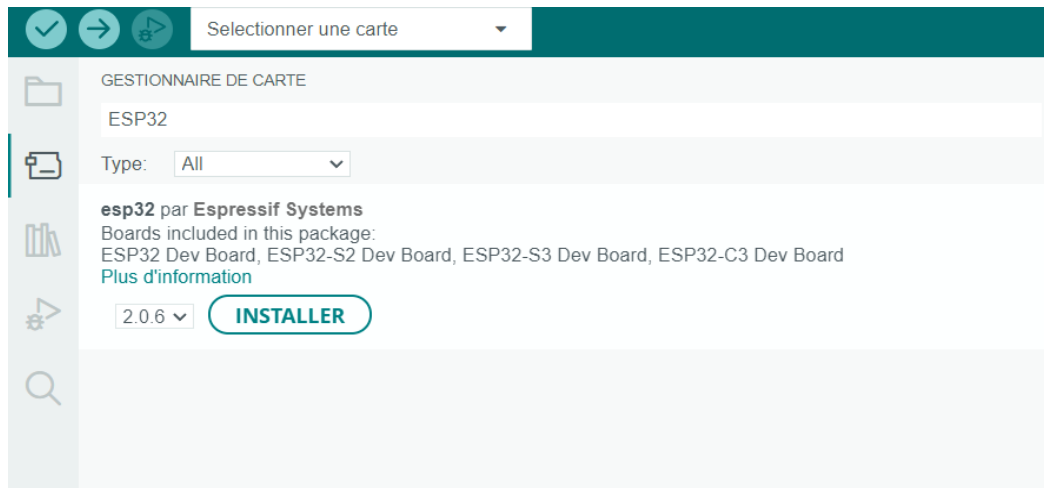 Selectionner une carte
GESTIONNAIRE DE CARTE
ESP32
Type: All
esp32 par Espressif Systems
Boards included in this package:
ESP32 Dev Board, ESP32-S2 Dev Board, ESP32-S3 Dev Board, ESP32-C3 Dev Board
Plus d'information
2.0.6 INSTALLER